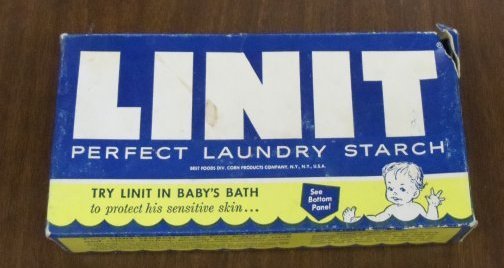 LINIT®
PERFECT LAUNDRY STARCH
BEST FOODS DIV., CORN PRODUCTS COMPANY, N.Y., N.Y., U.S.A.
TRY LINIT IN BABY'S BATH
to protect his sensitive skin...
See
Bottom
Panel